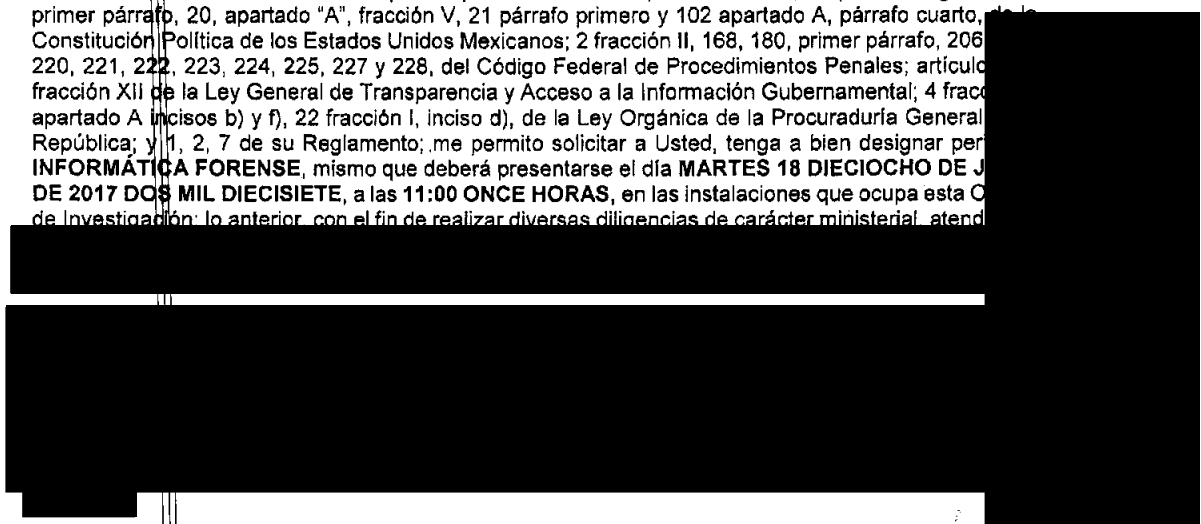 primer párrafo, 20, apartado “A”, fracción V, 21 párrafo primero y 102 apartado A, párrafo cuarto, de la
Constitución Política de los Estados Unidos Mexicanos; 2 fracción II, 168, 180, primer párrafo, 206
220, 221, 222, 223, 224, 225, 227 y 228, del Código Federal de Procedimientos Penales;
fracción XII de la Ley General de Transparencia y Acceso a la Información Gubernamental; 4
apartado A incisos b) y f), 22 fracción I, inciso d), de la Ley Orgánica de la Procuraduría General
República; y 1, 2, 7 de su Reglamento; me permito solicitar a Usted, tenga a bien designar
INFORMÁTICA FORENSE, mismo que deberá presentarse el día MARTES 18 DIECIOCHO DE
DE 2017 DOS MIL DIECISIETE, a las 11:00 ONCE HORAS, en las instalaciones que ocupa esta
de Investigación; lo anterior, con el fin de realizar diversas diligencias de carácter ministerial,